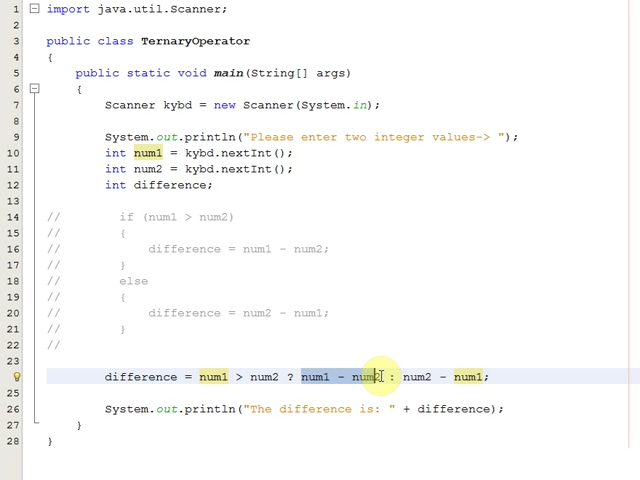 1 import java.util.Scanner;
2
3 public class TernaryOperator
4 {
5     public static void main(String[] args)
6     {
7         Scanner kybd = new Scanner(System.in);
8
9         System.out.println("Please enter two integer values-> ");
10         int num1 = kybd.nextInt();
11         int num2 = kybd.nextInt();
12         int difference;
13
14 //        if (num1 > num2)
15 //        {
16 //            difference = num1 - num2;
17 //        }
18 //        else
19 //        {
20 //            difference = num2 - num1;
21 //        }
22 //
23
        difference = num1 > num2 ? num1 - num2 : num2 - num1;
25
26         System.out.println("The difference is: " + difference);
27     }
28 }